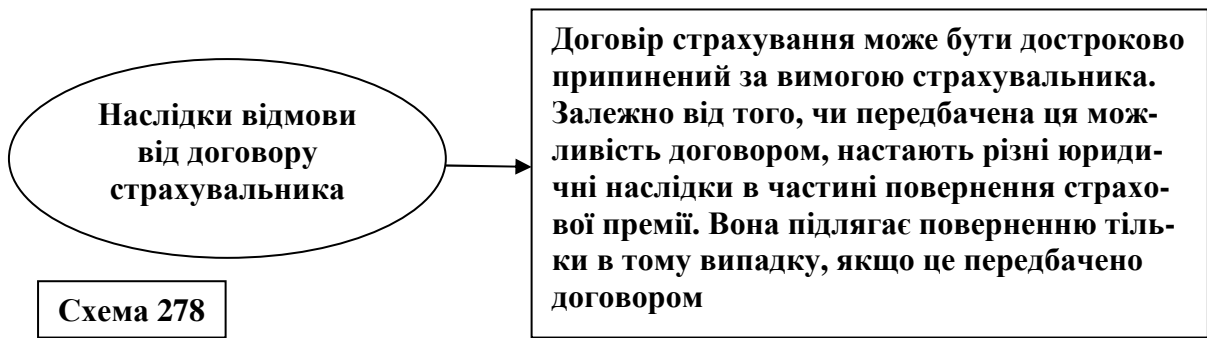 Наслідки відмови
від договору
страхувальника
Договір страхування може бути достроково
припинений за вимогою страхувальника.
Залежно від того, чи передбачена ця мож-
ливість договором, настають різні юриди-
чні наслідки в частині повернення страхо-
вої премії. Вона підлягає поверненню тіль-
ки в тому випадку, якщо це передбачено
договором
Схема 278